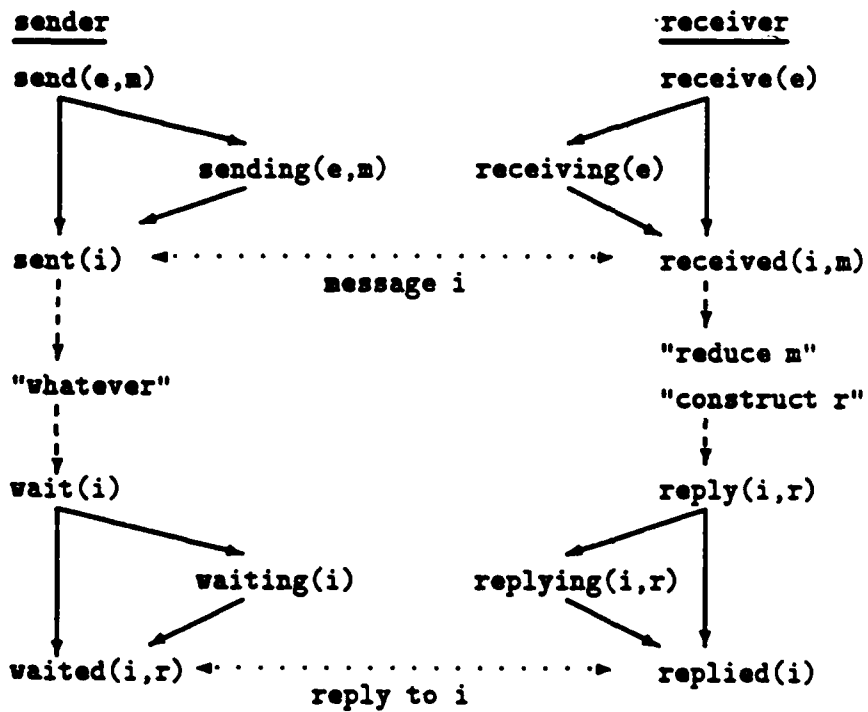 sender receiver
send(e,m) receive(e)
sending(e,m) receiving(e)
sent(i) received(i,m)
message i
"reduce m"
"whatever" "construct r"
wait(i) reply(i,r)
waiting(i) replying(i,r)
waited(i,r) replied(i)
reply to i